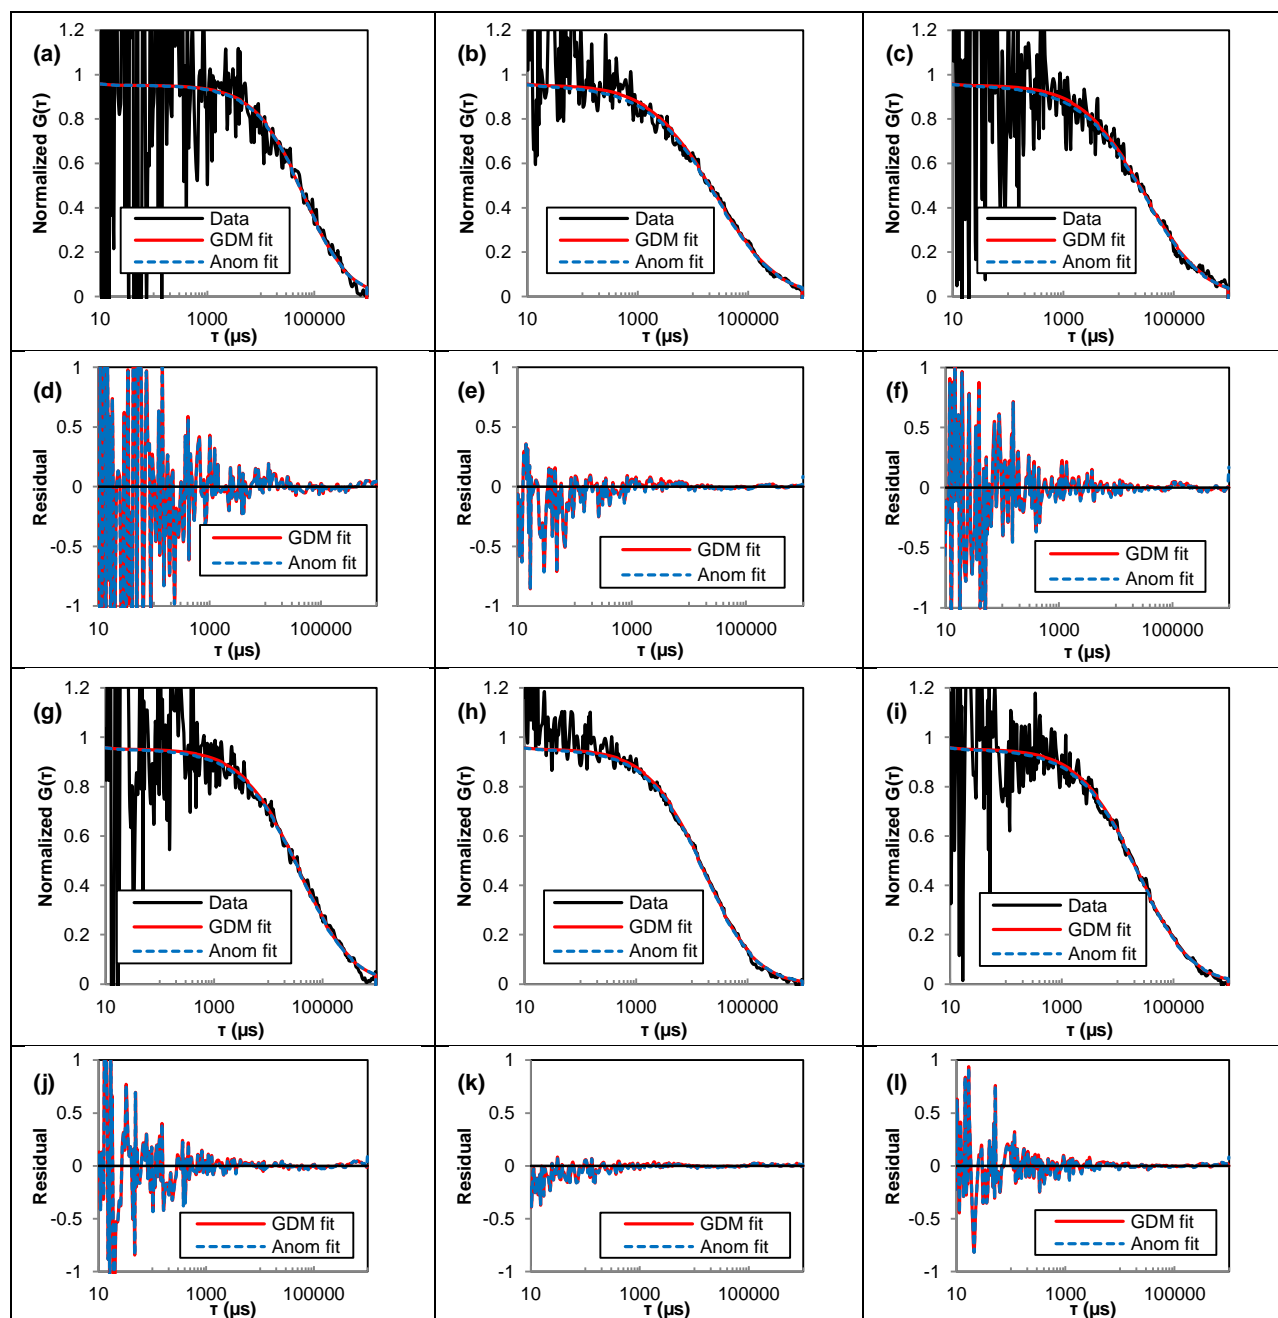 (a)
Normalized G(τ)
1.2
1
0.8
0.6
0.4
0.2
0
Data
GDM fit
Anom fit
10
1000
100000
τ (µs)
(b)
Normalized G(τ)
1.2
1
0.8
0.6
0.4
0.2
0
Data
GDM fit
Anom fit
10
1000
100000
τ (µs)
(c)
Normalized G(τ)
1.2
1
0.8
0.6
0.4
0.2
0
Data
GDM fit
Anom fit
10
1000
100000
τ (µs)
(d)
Residual
1
0.5
0
-0.5
-1
GDM fit
Anom fit
10
1000
100000
τ (µs)
(e)
Residual
1
0.5
0
-0.5
-1
GDM fit
Anom fit
10
1000
100000
τ (µs)
(f)
Residual
1
0.5
0
-0.5
-1
GDM fit
Anom fit
10
1000
100000
τ (µs)
(g)
Normalized G(τ)
1.2
1
0.8
0.6
0.4
0.2
0
Data
GDM fit
Anom fit
10
1000
100000
τ (µs)
(h)
Normalized G(τ)
1.2
1
0.8
0.6
0.4
0.2
0
Data
GDM fit
Anom fit
10
1000
100000
τ (µs)
(i)
Normalized G(τ)
1.2
1
0.8
0.6
0.4
0.2
0
Data
GDM fit
Anom fit
10
1000
100000
τ (µs)
(j)
Residual
1
0.5
0
-0.5
-1
GDM fit
Anom fit
10
1000
100000
τ (µs)
(k)
Residual
1
0.5
0
-0.5
-1
GDM fit
Anom fit
10
1000
100000
τ (µs)
(l)
Residual
1
0.5
0
-0.5
-1
GDM fit
Anom fit
10
1000
100000
τ (µs)